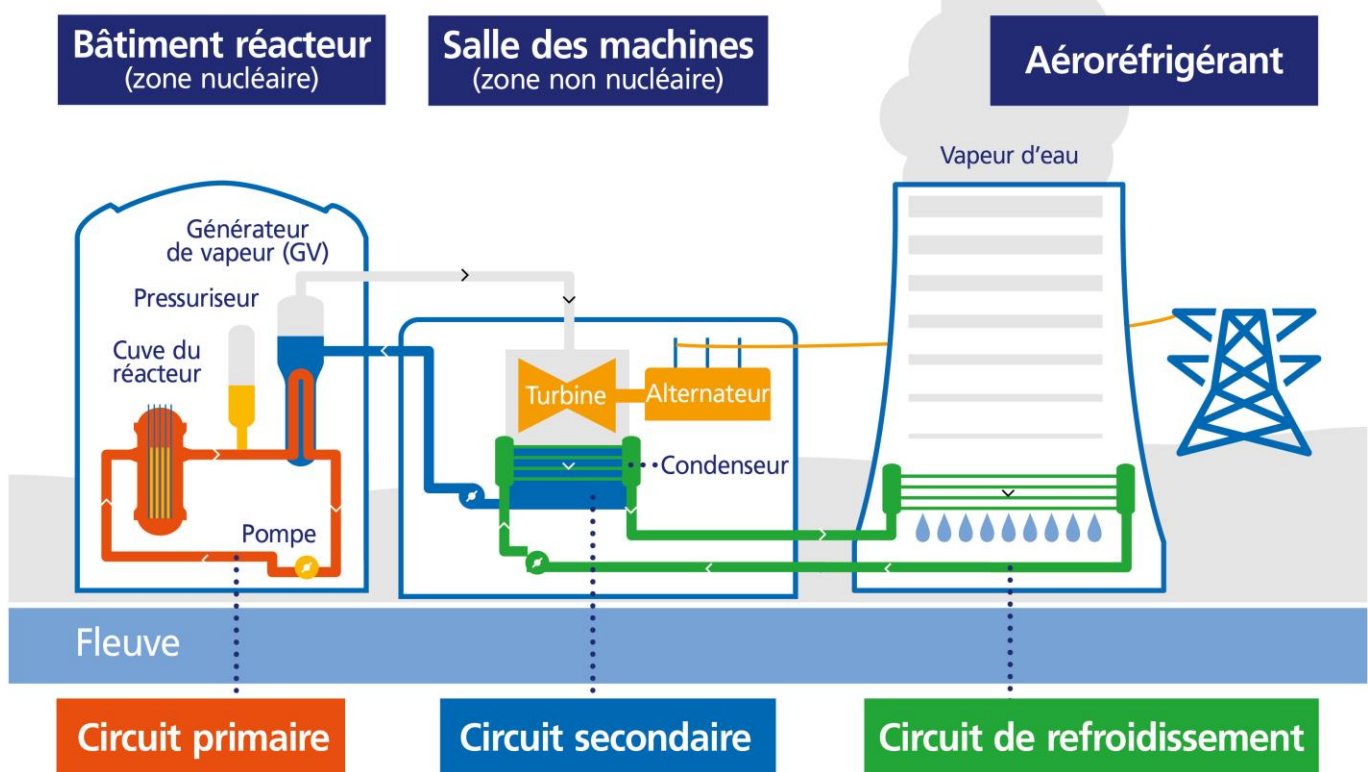 Bâtiment réacteur
(zone nucléaire)
Salle des machines
(zone non nucléaire)
Aéroréfrigérant
Vapeur d'eau
Générateur
de vapeur (GV)
Pressuriseur
Cuve du
réacteur
Turbine
Alternateur
Condenseur
Pompe
Fleuve
Circuit primaire
Circuit secondaire
Circuit de refroidissement